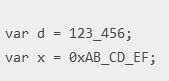 var d = 123_456;
var x = 0xAB_CD_EF;